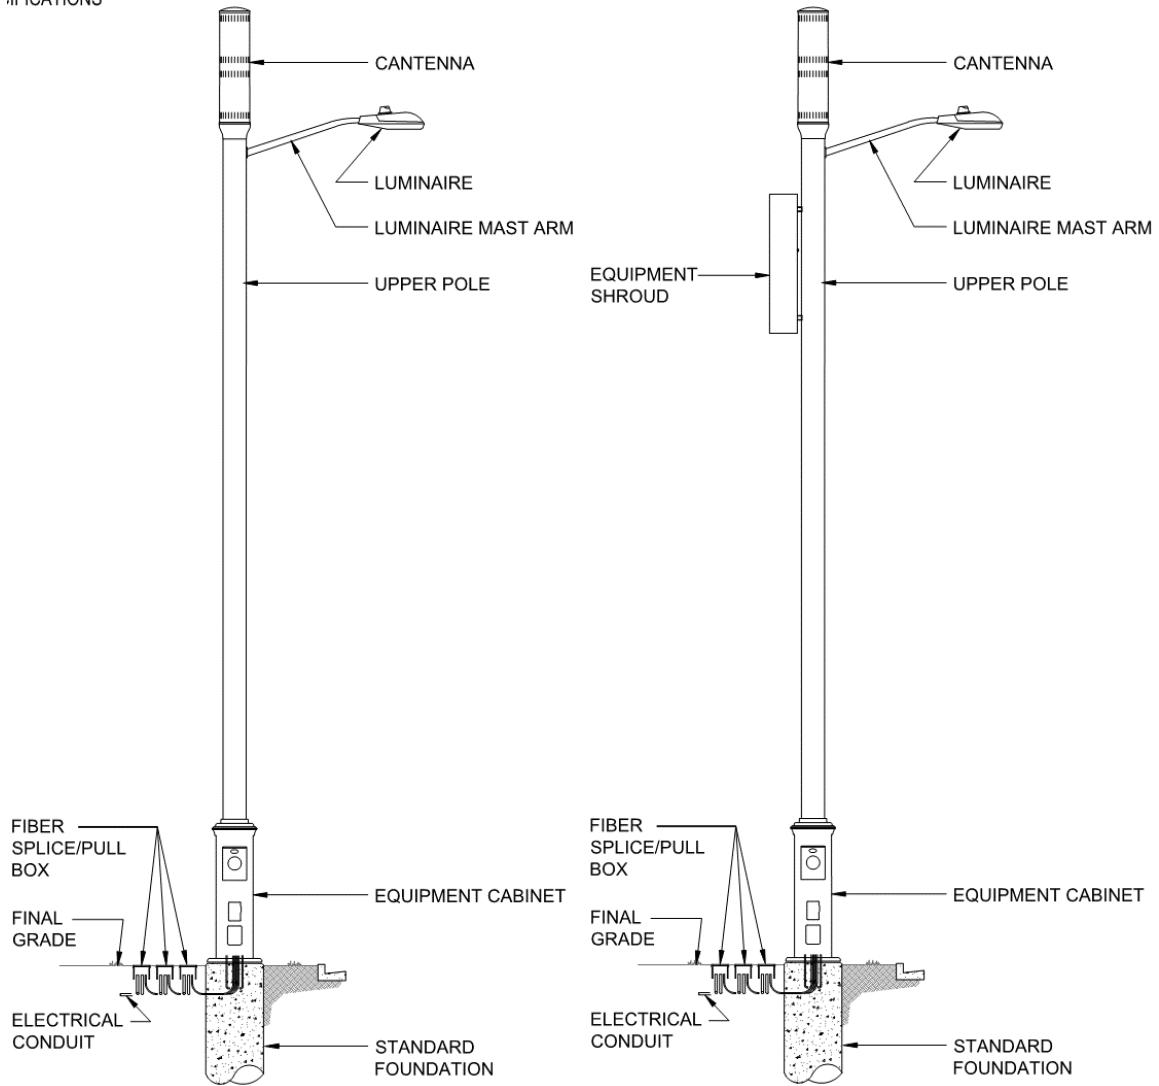 CANTENNA
LUMINAIRE
LUMINAIRE MAST ARM
UPPER POLE
FIBER
SPLICE/PULL
BOX
EQUIPMENT CABINET
FINAL
GRADE
ELECTRICAL
CONDUIT
STANDARD
FOUNDATION
CANTENNA
LUMINAIRE
LUMINAIRE MAST ARM
EQUIPMENT
SHROUD
UPPER POLE
FIBER
SPLICE/PULL
BOX
EQUIPMENT CABINET
FINAL
GRADE
ELECTRICAL
CONDUIT
STANDARD
FOUNDATION